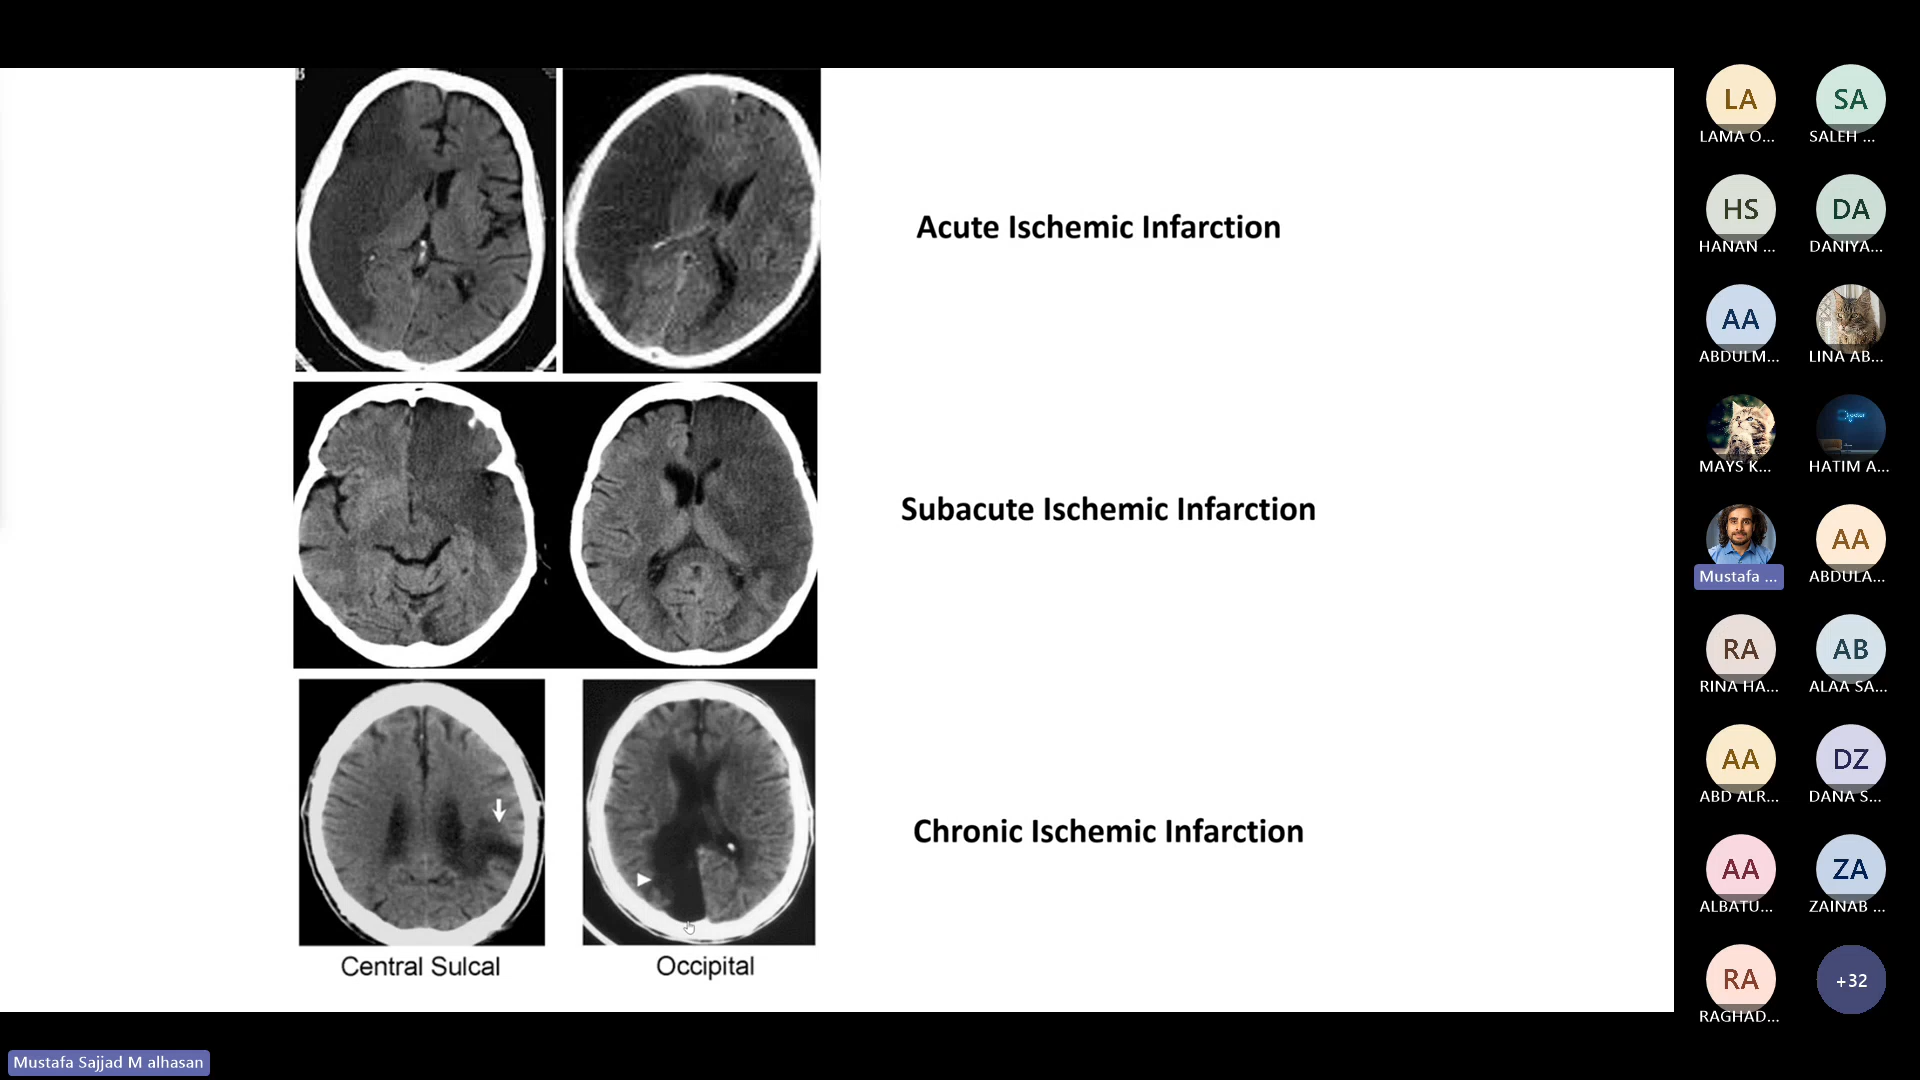 B
Acute Ischemic Infarction
Subacute Ischemic Infarction
Chronic Ischemic Infarction
Central Sulcal
Occipital
LA
LAMA O...
SA
SALEH ...
HS
HANAN ...
DA
DANIYA...
AA
ABDULM...
LINA AB...
MAYS K...
HATIM A...
Mustafa ...
AA
ABDULA...
RA
RINA HA...
AB
ALAA SA...
AA
ABD ALR...
DZ
DANA S...
AA
ALBATU...
ZA
ZAINAB ...
RA
RAGHAD...
+32
Mustafa Sajjad M alhasan